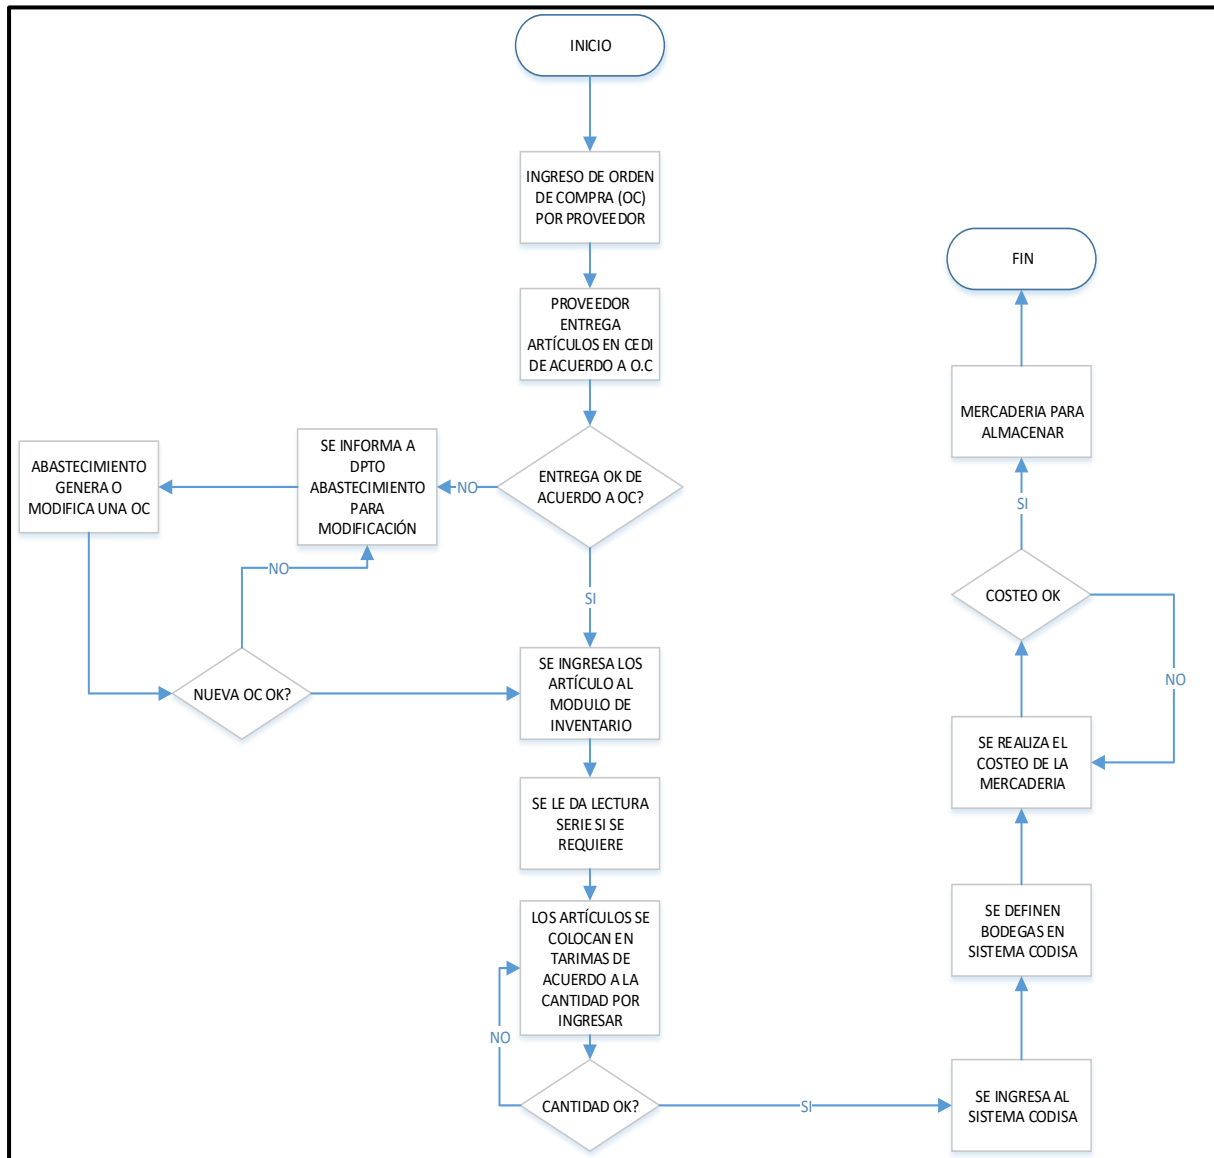 INICIO
INGRESO DE ORDEN
DE COMPRA (OC)
POR PROVEEDOR
PROVEEDOR
ENTREGA
ARTÍCULOS EN CEDI
DE ACUERDO A O.C
ENTREGA OK DE
ACUERDO A OC?
NO
SE INFORMA A
DPTO
ABASTECIMIENTO
PARA
MODIFICACIÓN
ABASTECIMIENTO
GENERA O
MODIFICA UNA OC
NO
NUEVA OC OK?
SI
SE INGRESA LOS
ARTÍCULO AL
MODULO DE
INVENTARIO
SE LE DA LECTURA
SERIE SI SE
REQUIERE
LOS ARTÍCULOS SE
COLOCAN EN
TARIMAS DE
ACUERDO A LA
CANTIDAD POR
INGRESAR
NO
CANTIDAD OK?
SI
SE INGRESA AL
SISTEMA CODISA
SE DEFINEN
BODEGAS EN
SISTEMA CODISA
SE REALIZA EL
COSTEO DE LA
MERCADERIA
NO
COSTEO OK
SI
MERCADERIA PARA
ALMACENAR
FIN